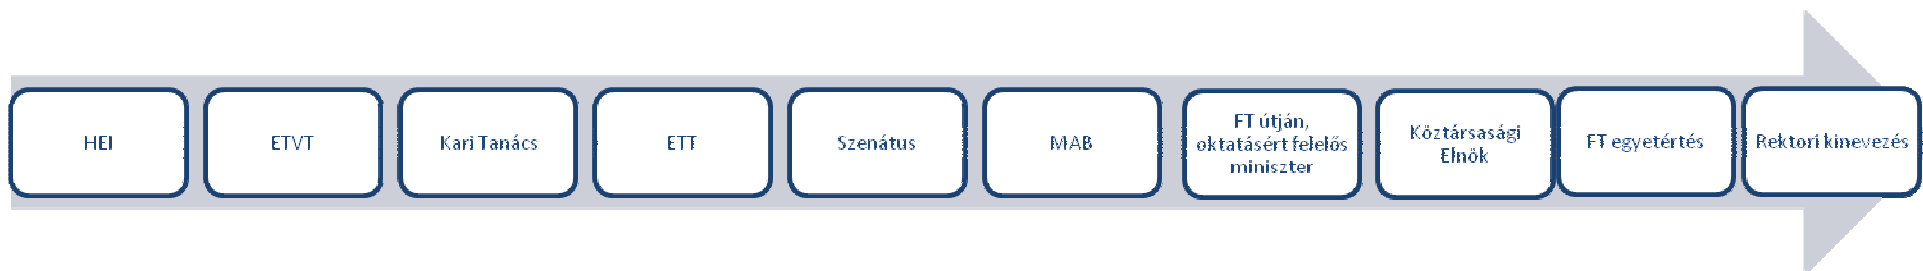 HEI
ETVT
Kari Tanács
ETT
Szenátus
MAB
FT útján,
oktatásért felelős
miniszter
Köztársasági
Elnök
FT egyetértés
Rektori kinevezés